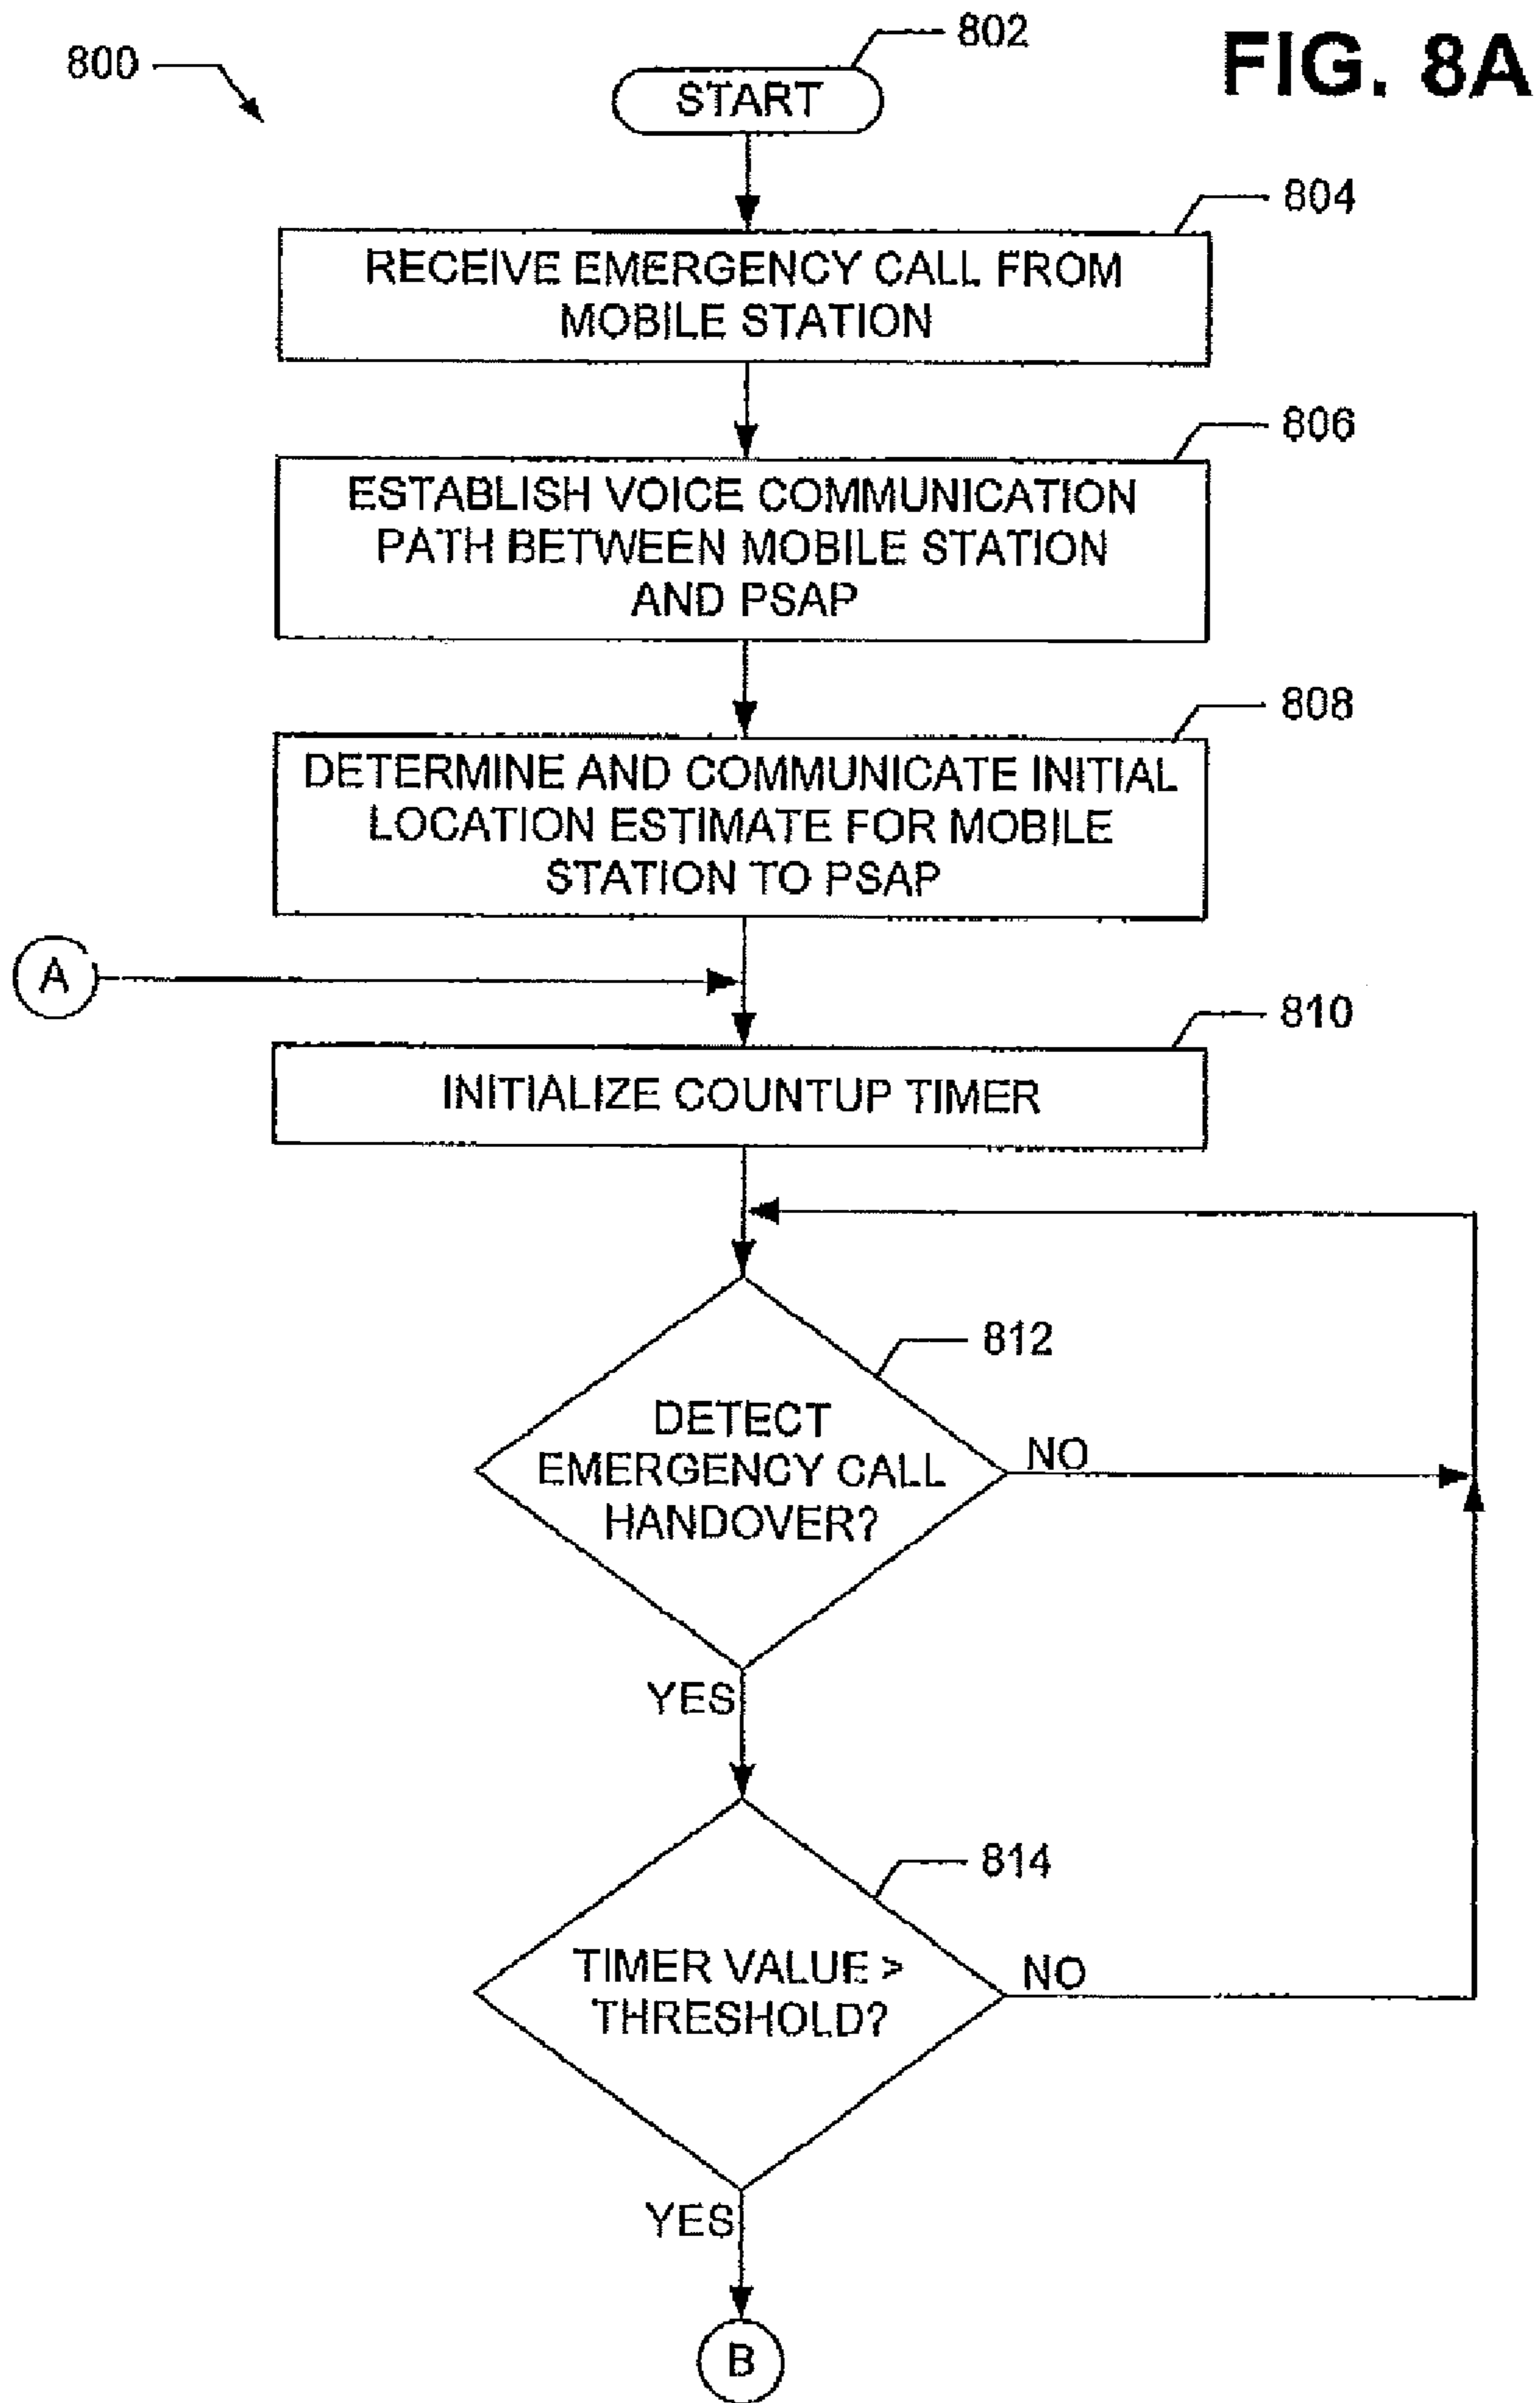 FIG. 8A
800
802
START
804
RECEIVE EMERGENCY CALL FROM
MOBILE STATION
806
ESTABLISH VOICE COMMUNICATION
PATH BETWEEN MOBILE STATION
AND PSAP
808
DETERMINE AND COMMUNICATE INITIAL
LOCATION ESTIMATE FOR MOBILE
STATION TO PSAP
A
810
INITIALIZE COUNTUP TIMER
812
DETECT
EMERGENCY CALL
HANDOVER?
NO
YES
814
TIMER VALUE >
THRESHOLD?
NO
YES
B